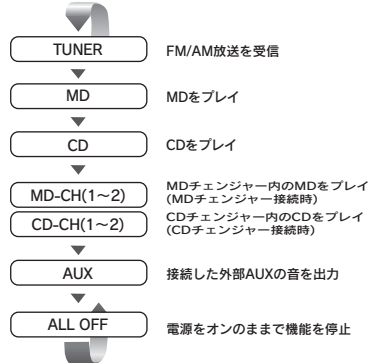 TUNER FM/AM放送を受信
MD MDをプレイ
CD CDをプレイ
MD-CH(1～2) MDチェンジャー内のMDをプレイ
(MDチェンジャー接続時)
CD-CH(1～2) CDチェンジャー内のCDをプレイ
(CDチェンジャー接続時)
AUX 接続した外部AUXの音を出力
ALL OFF 電源をオンのままで機能を停止